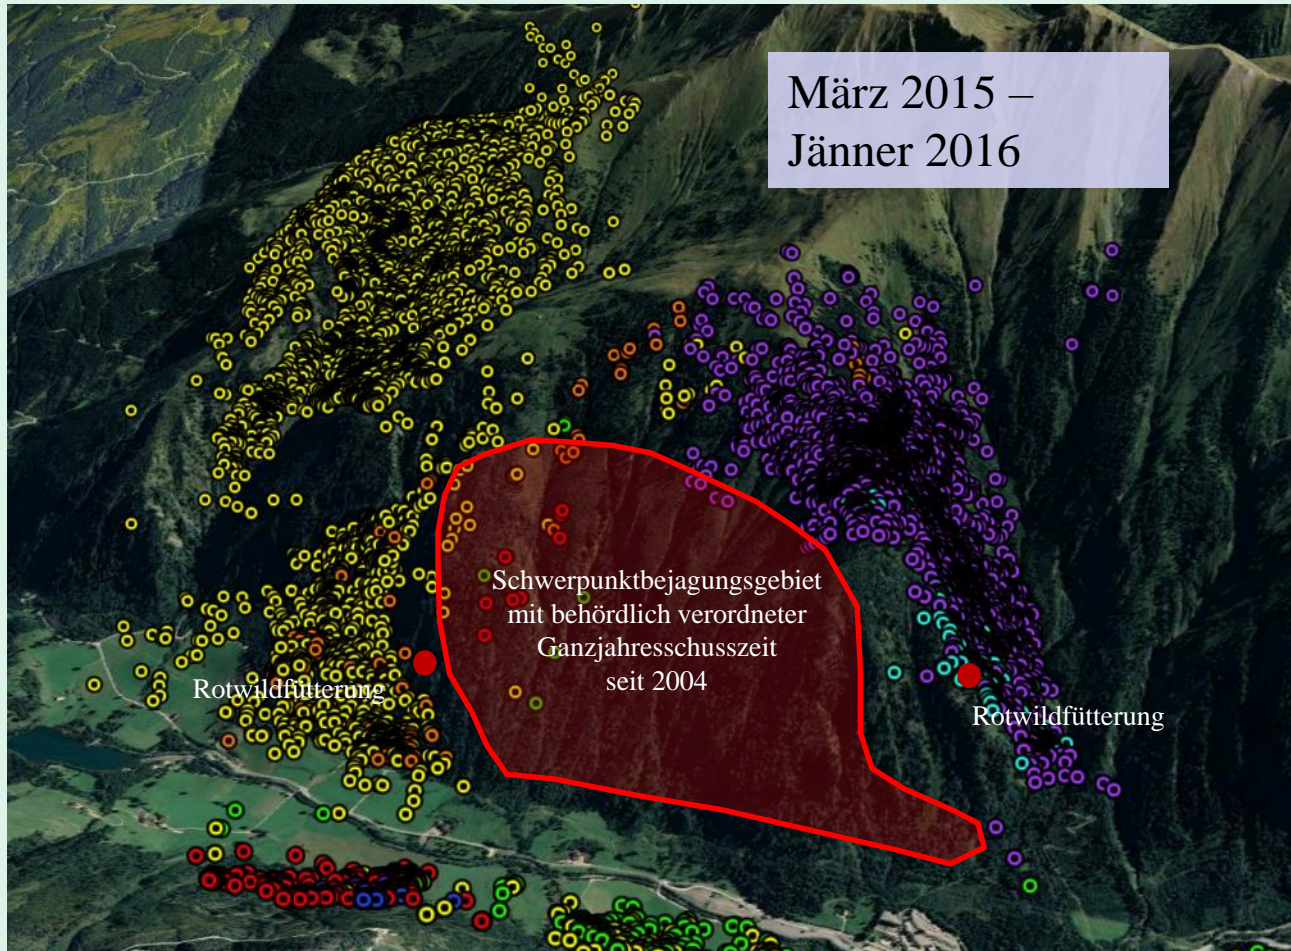 März 2015 –
Jänner 2016
Schwerpunktbejagungsgebiet
mit behördlich verordneter
Ganzjahresschusszeit
seit 2004
Rotwildfütterung
Rotwildfütterung